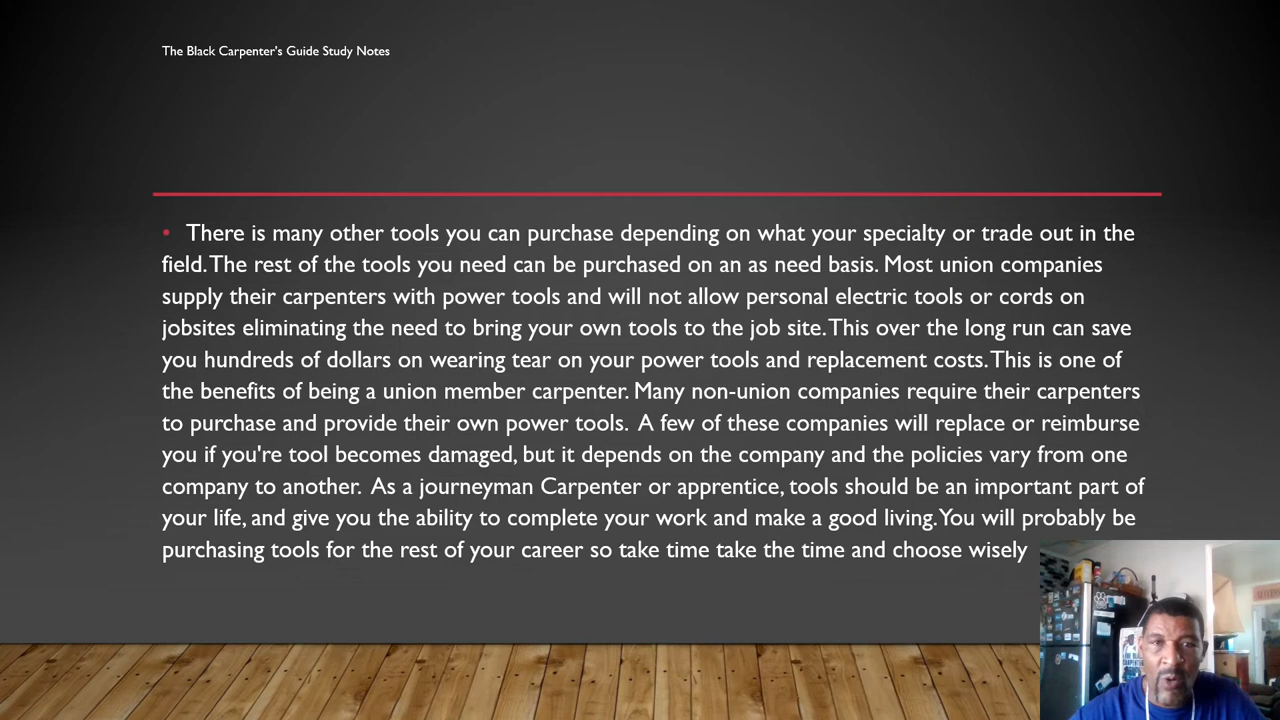 The Black Carpenter's Guide Study Notes
• There is many other tools you can purchase depending on what your specialty or trade out in the
field. The rest of the tools you need can be purchased on an as need basis. Most union companies
supply their carpenters with power tools and will not allow personal electric tools or cords on
jobsites eliminating the need to bring your own tools to the job site. This over the long run can save
you hundreds of dollars on wearing tear on your power tools and replacement costs. This is one of
the benefits of being a union member carpenter. Many non-union companies require their carpenters
to purchase and provide their own power tools. A few of these companies will replace or reimburse
you if you're tool becomes damaged, but it depends on the company and the policies vary from one
company to another. As a journeyman Carpenter or apprentice, tools should be an important part of
your life, and give you the ability to complete your work and make a good living. You will probably be
purchasing tools for the rest of your career so take time take the time and choose wisely